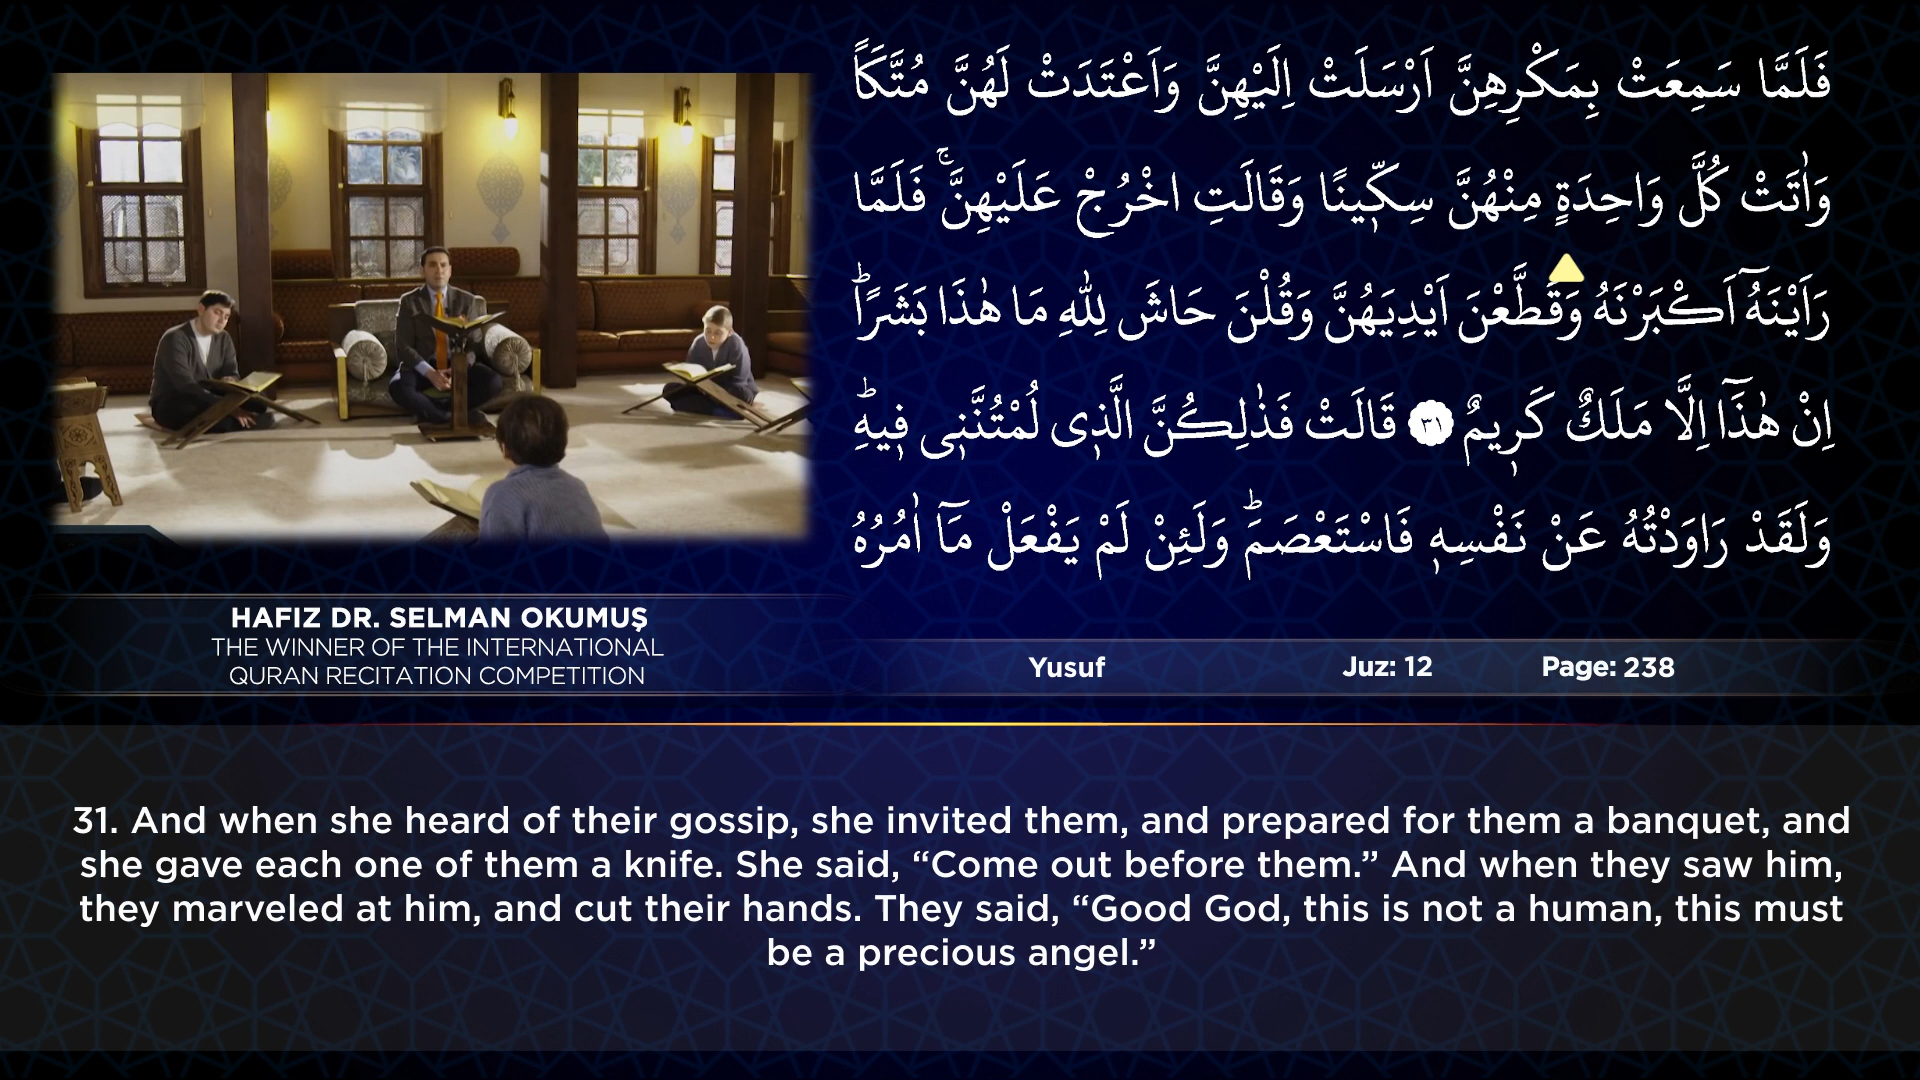 فَلَمَّا سَمِعَتْ بِمَكْرِهِنَّ اَرْسَلَتْ اِلَيْهِنَّ وَاَعْتَدَتْ لَهُنَّ مُتَّكَـًٔا
وَاٰتَتْ كُلَّ وَاحِدَةٍ مِنْهُنَّ سِكّ۪ينًا وَقَالَتِ اخْرُجْ عَلَيْهِنَّۚ فَلَمَّا
رَاَيْنَهُٓ اَكْبَرْنَهُ وَقَطَّعْنَ اَيْدِيَهُنَّ وَقُلْنَ حَاشَ لِلّٰهِ مَا هٰذَا بَشَرًاۜ
اِنْ هٰذَٓا اِلَّا مَلَكٌ كَر۪يمٌ ٣١ قَالَتْ فَذٰلِكُنَّ الَّذ۪ى لُمْتُنَّن۪ى ف۪يهِۜ
وَلَقَدْ رَاوَدْتُهُ عَنْ نَفْسِه۪ فَاسْتَعْصَمَۜ وَلَئِنْ لَمْ يَفْعَلْ مَٓا اٰمُرُهُ
HAFIZ DR. SELMAN OKUMUŞ
THE WINNER OF THE INTERNATIONAL
QURAN RECITATION COMPETITION
Yusuf Juz: 12 Page: 238
31. And when she heard of their gossip, she invited them, and prepared for them a banquet, and
she gave each one of them a knife. She said, “Come out before them.” And when they saw him,
they marveled at him, and cut their hands. They said, “Good God, this is not a human, this must
be a precious angel.”